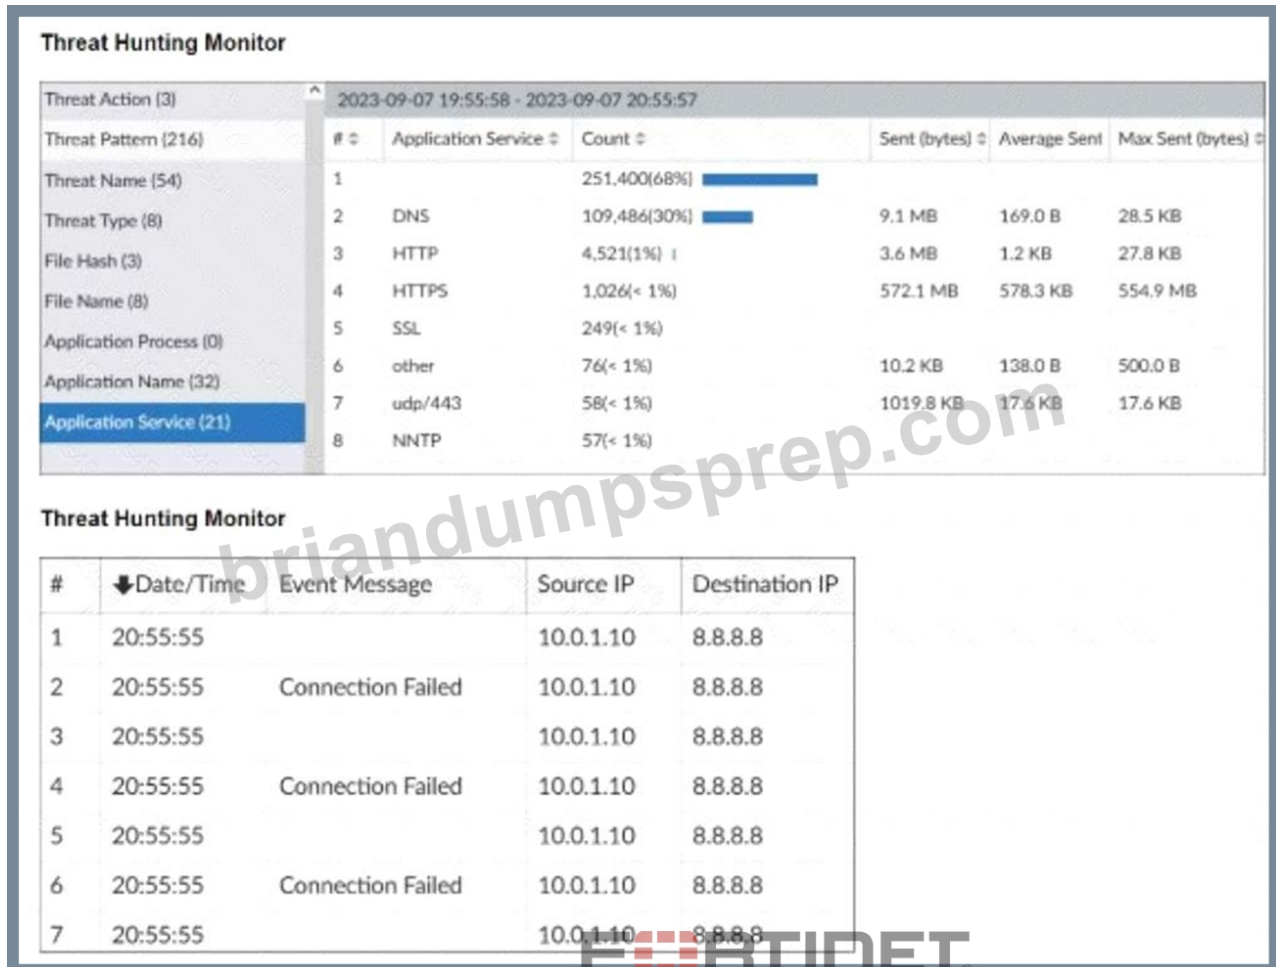 Threat Hunting Monitor
Threat Action (3)
Threat Pattern (216)
Threat Name (54)
Threat Type (8)
File Hash (3)
File Name (8)
Application Process (0)
Application Name (32)
Application Service (21)
2023-09-07 19:55:58 - 2023-09-07 20:55:57
# Application Service Count Sent (bytes) Average Sent Max Sent (bytes)
1 251,400(68%)
2 DNS 109,486(30%) 9.1 MB 169.0 B 28.5 KB
3 HTTP 4,521(1%) 3.6 MB 1.2 KB 27.8 KB
4 HTTPS 1,026(< 1%) 572.1 MB 578.3 KB 554.9 MB
5 SSL 249(< 1%)
6 other 76(< 1%) 10.2 KB 138.0 B 500.0 B
7 udp/443 58(< 1%) 1019.8 KB 17.6 KB 17.6 KB
8 NNTP 57(< 1%)
briandumpsprep.com
Threat Hunting Monitor
# Date/Time Event Message Source IP Destination IP
1 20:55:55 10.0.1.10 8.8.8.8
2 20:55:55 Connection Failed 10.0.1.10 8.8.8.8
3 20:55:55 10.0.1.10 8.8.8.8
4 20:55:55 Connection Failed 10.0.1.10 8.8.8.8
5 20:55:55 10.0.1.10 8.8.8.8
6 20:55:55 Connection Failed 10.0.1.10 8.8.8.8
7 20:55:55 10.0.1.10 8.8.8.8
FORTINET